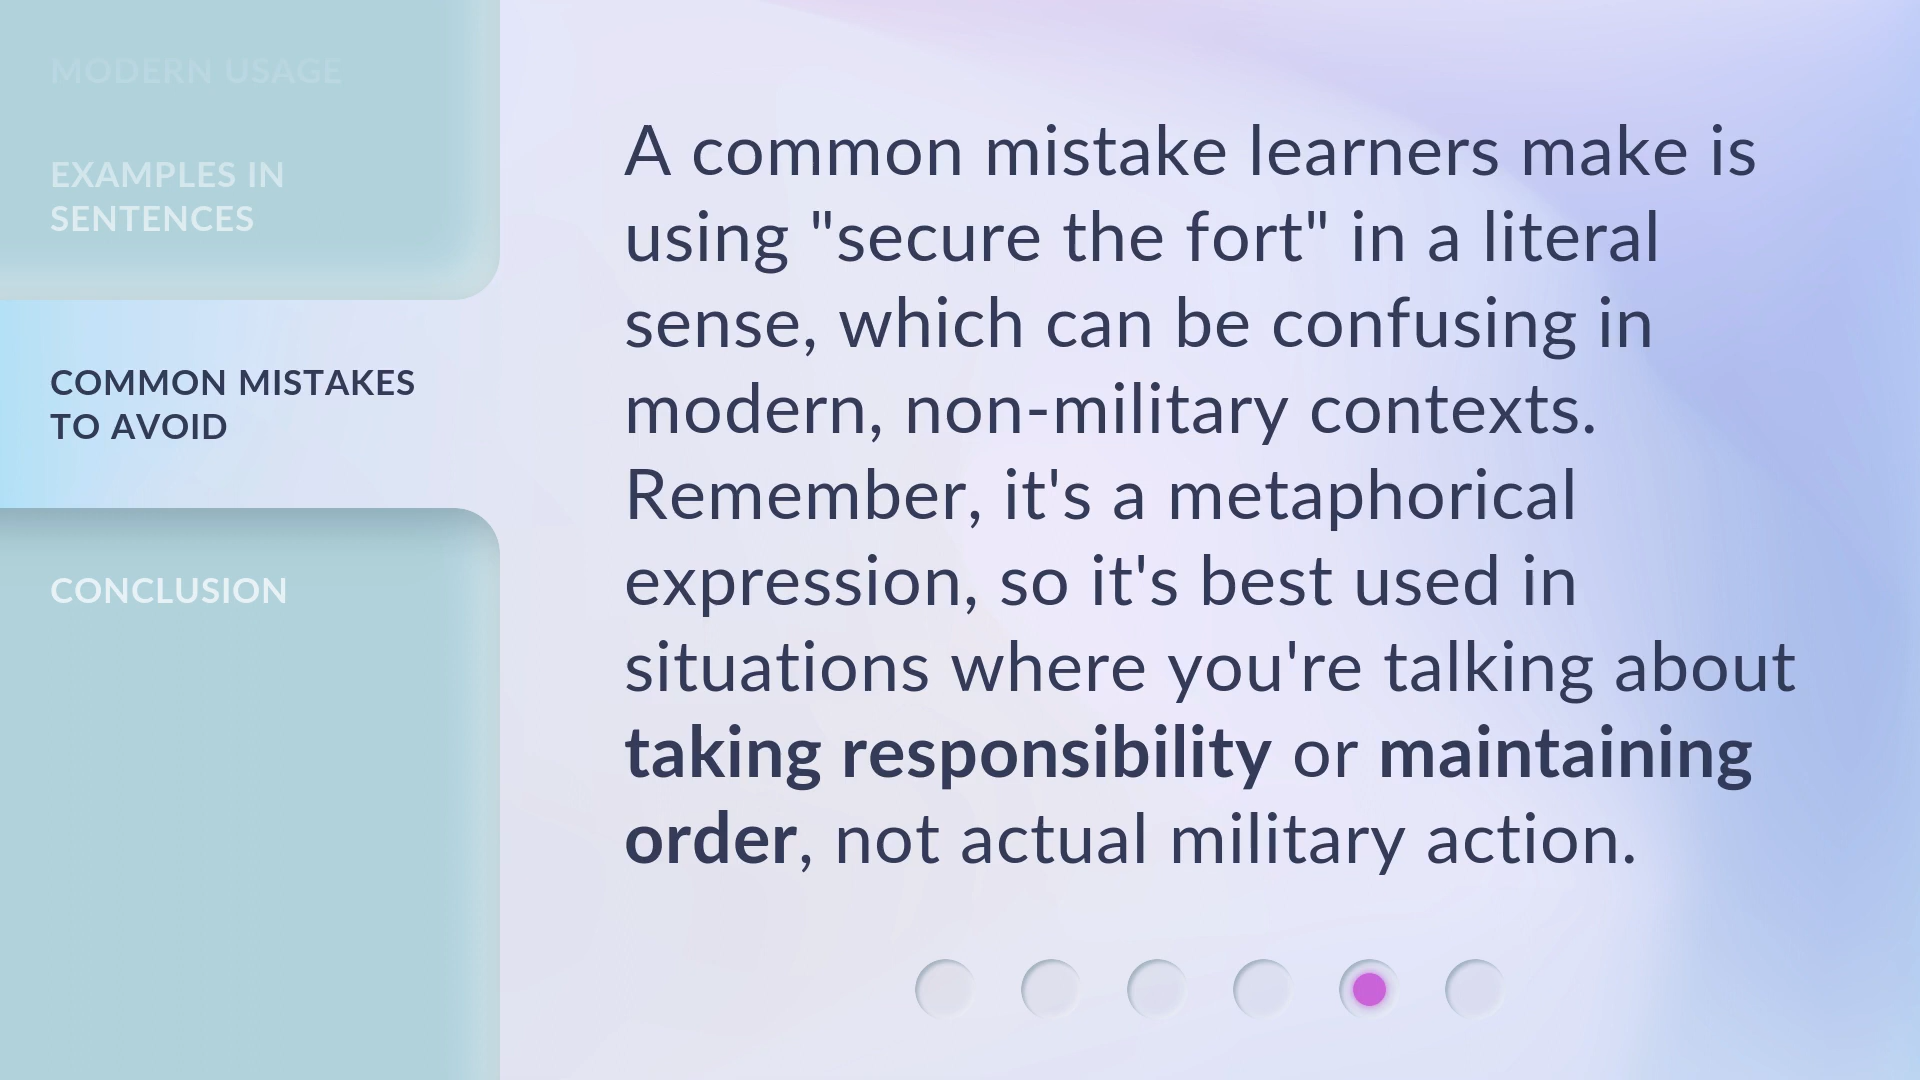 MODERN USAGE
EXAMPLES IN
SENTENCES
COMMON MISTAKES
TO AVOID
CONCLUSION
A common mistake learners make is
using "secure the fort" in a literal
sense, which can be confusing in
modern, non-military contexts.
Remember, it's a metaphorical
expression, so it's best used in
situations where you're talking about
taking responsibility or maintaining
order, not actual military action.